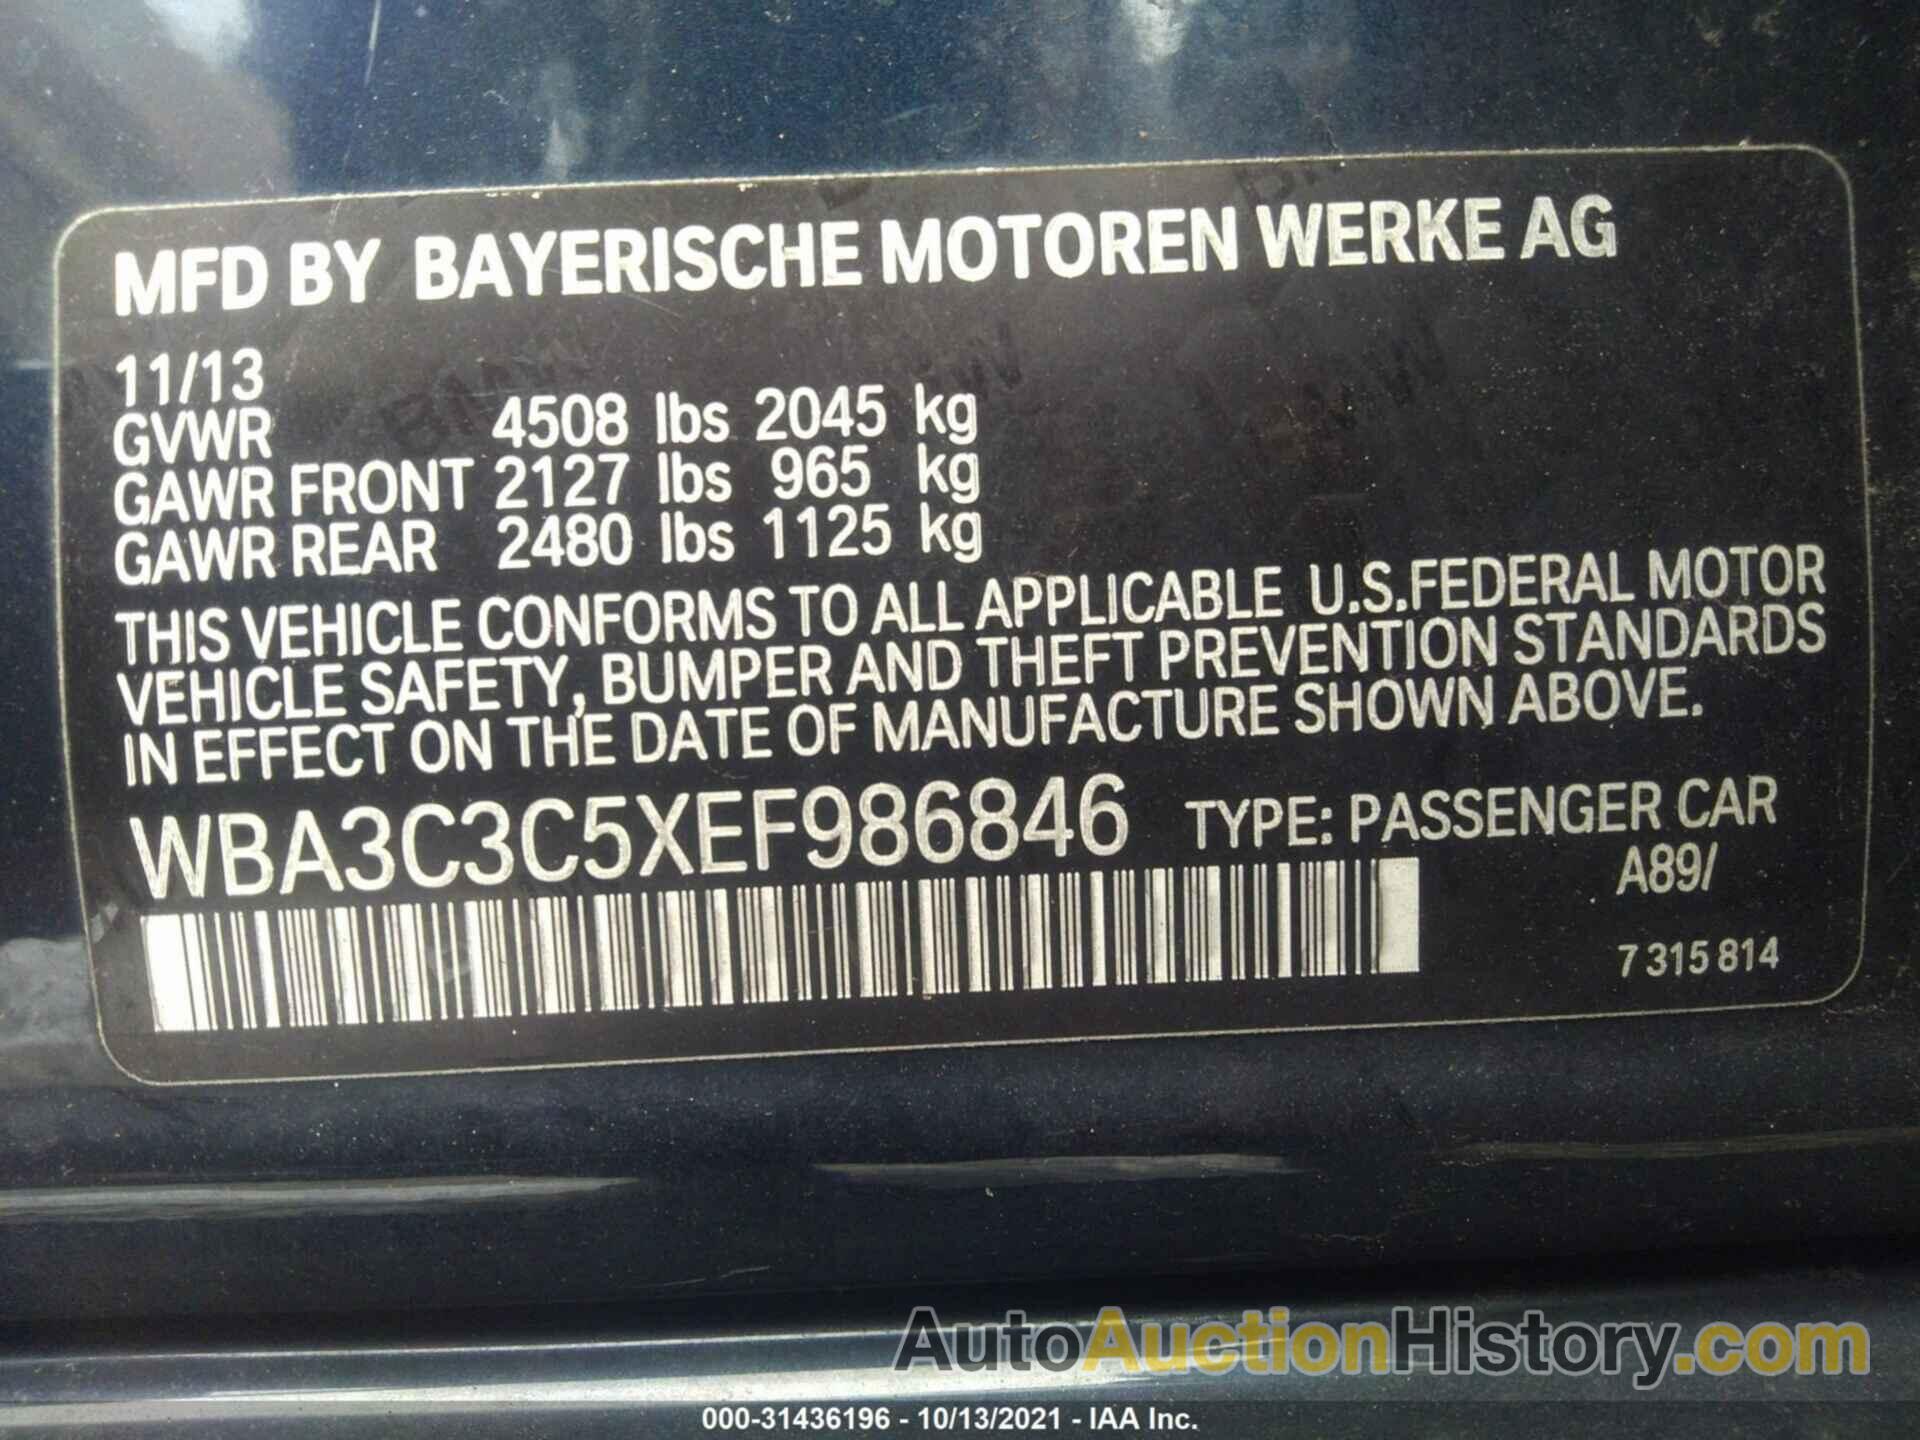 MFD BY BAYERISCHE MOTOREN WERKE AG
11/13
GVWR 4508 lbs 2045 kg
GAWR FRONT 2127 lbs 965 kg
GAWR REAR 2480 lbs 1125 kg
THIS VEHICLE CONFORMS TO ALL APPLICABLE U.S.FEDERAL MOTOR
VEHICLE SAFETY, BUMPER AND THEFT PREVENTION STANDARDS
IN EFFECT ON THE DATE OF MANUFACTURE SHOWN ABOVE.
WBA3C3C5XEF986846 TYPE: PASSENGER CAR
A89/
7 315 814
AutoAuctionHistory.com
000-31436196 - 10/13/2021 - IAA Inc.